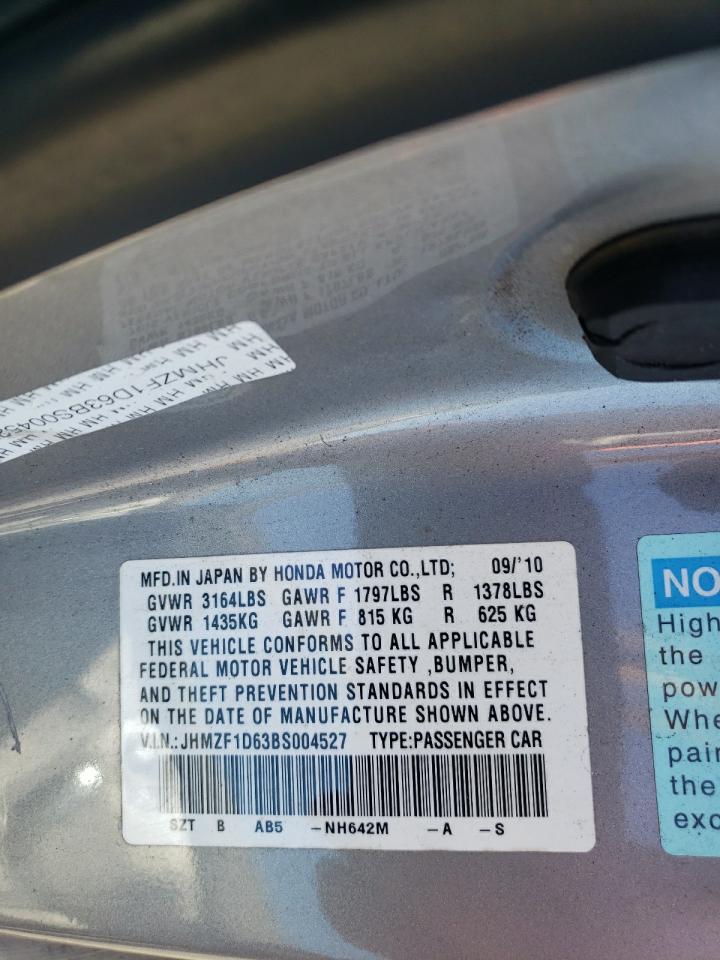 JHMZF1D63BS00452
MFD.IN JAPAN BY HONDA MOTOR CO.,LTD; 09/'10
GVWR 3164LBS GAWR F 1797LBS R 1378LBS
GVWR 1435KG GAWR F 815 KG R 625 KG
THIS VEHICLE CONFORMS TO ALL APPLICABLE
FEDERAL MOTOR VEHICLE SAFETY ,BUMPER,
AND THEFT PREVENTION STANDARDS IN EFFECT
ON THE DATE OF MANUFACTURE SHOWN ABOVE.
V.I.N.:JHMZF1D63BS004527 TYPE:PASSENGER CAR
SZT B AB5 -NH642M -A -S
NO
High
the
pow
Whe
pain
the
exc